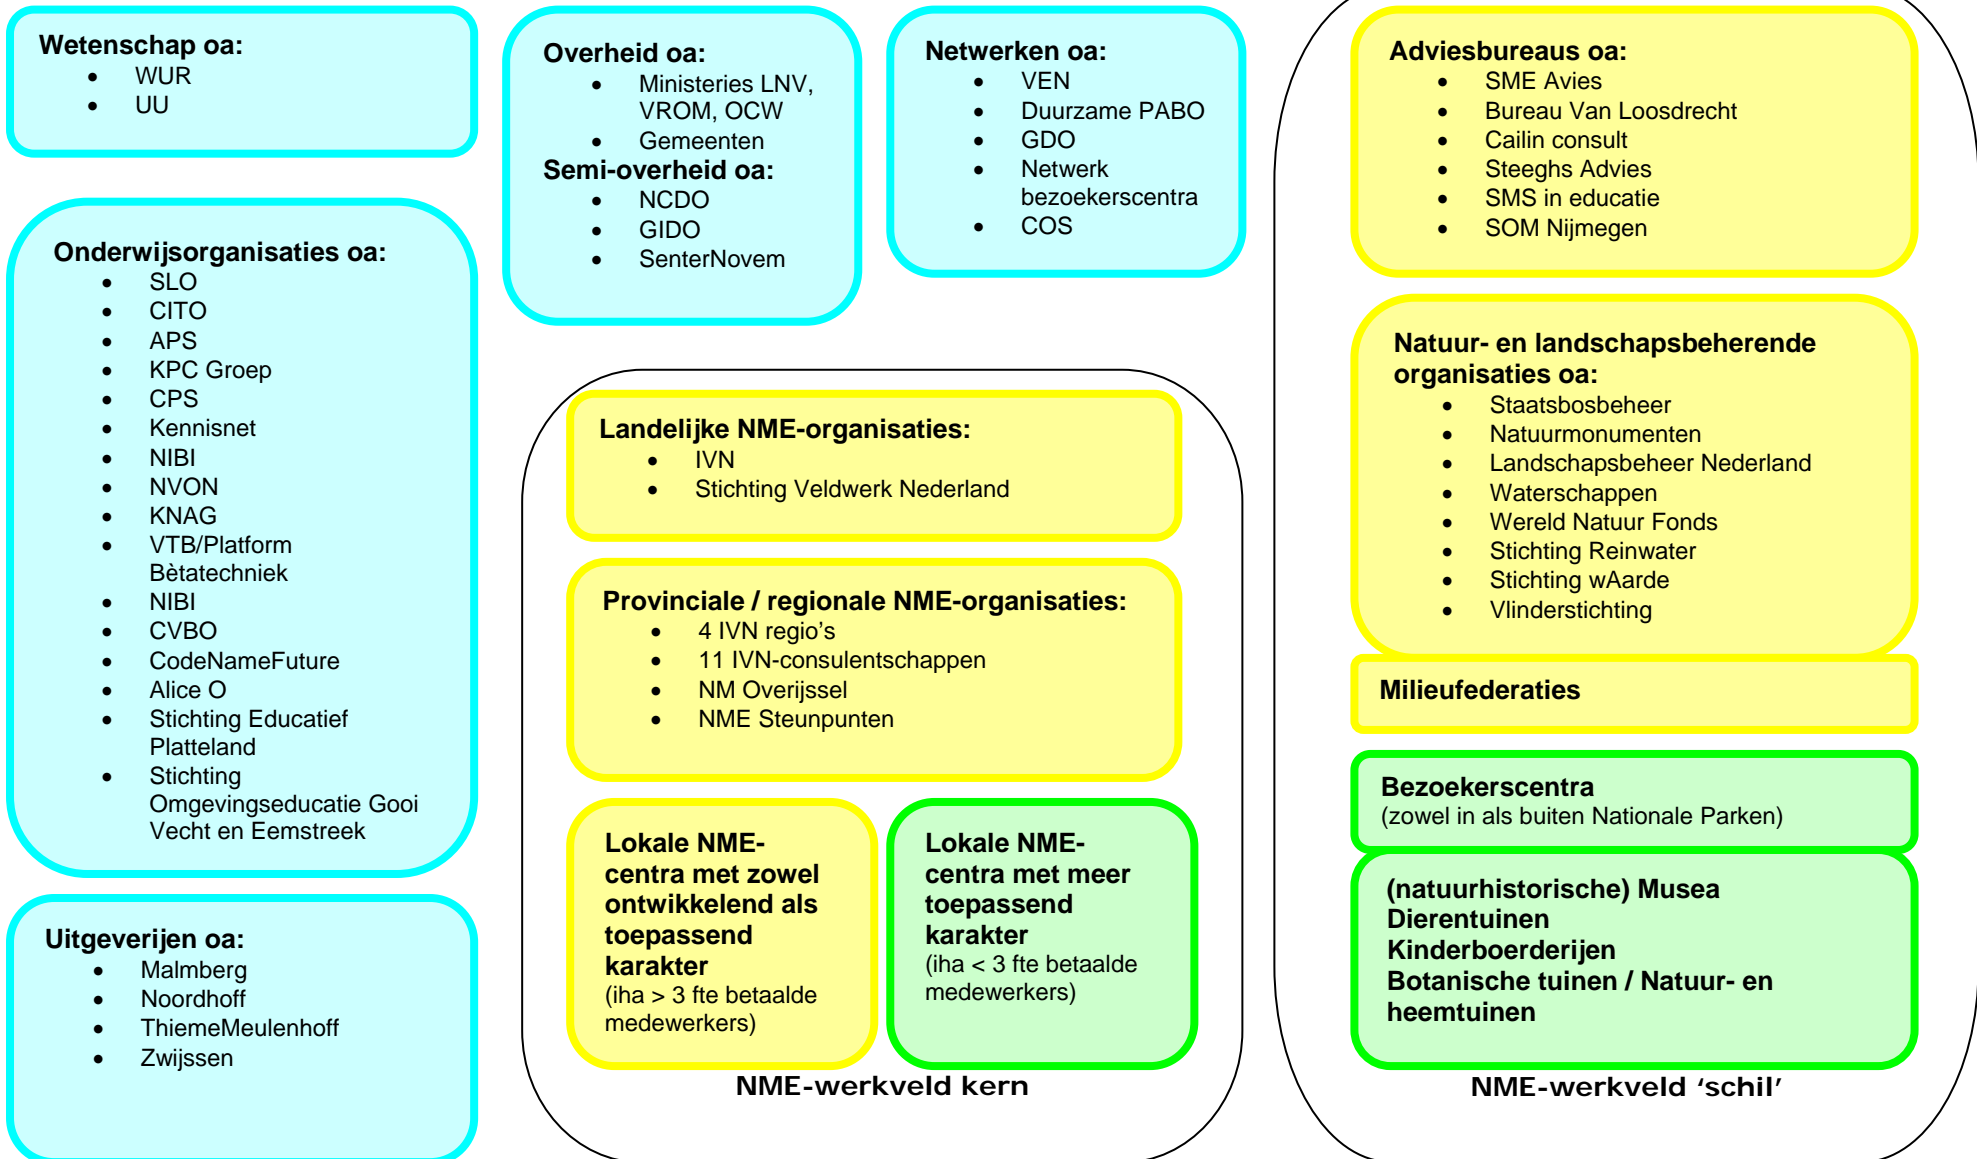 Wetenschap oa:
• WUR
• UU
Onderwijsorganisaties oa:
• SLO
• CITO
• APS
• KPC Groep
• CPS
• Kennisnet
• NIBI
• NVON
• KNAG
• VTB/Platform
Bètatechniek
• NIBI
• CVBO
• CodeNameFuture
• Alice O
• Stichting Educatief
Platteland
• Stichting
Omgevingseducatie Gooi
Vecht en Eemstreek
Uitgeverijen oa:
• Malmberg
• Noordhoff
• ThiemeMeulenhoff
• Zwijssen
Overheid oa:
• Ministeries LNV,
VROM, OCW
• Gemeenten
Semi-overheid oa:
• NCDO
• GIDO
• SenterNovem
Netwerken oa:
• VEN
• Duurzame PABO
• GDO
• Netwerk
bezoekerscentra
• COS
Landelijke NME-organisaties:
• IVN
• Stichting Veldwerk Nederland
Provinciale / regionale NME-organisaties:
• 4 IVN regio’s
• 11 IVN-consulentschappen
• NM Overijssel
• NME Steunpunten
Lokale NME-
centra met zowel
ontwikkelend als
toepassend
karakter
(iha > 3 fte betaalde
medewerkers)
Lokale NME-
centra met meer
toepassend
karakter
(iha < 3 fte betaalde
medewerkers)
NME-werkveld kern
Adviesbureaus oa:
• SME Avies
• Bureau Van Loosdrecht
• Cailin consult
• Steeghs Advies
• SMS in educatie
• SOM Nijmegen
Natuur- en landschapsbeherende
organisaties oa:
• Staatsbosbeheer
• Natuurmonumenten
• Landschapsbeheer Nederland
• Waterschappen
• Wereld Natuur Fonds
• Stichting Reinwater
• Stichting wAarde
• Vlinderstichting
Milieufederaties
Bezoekerscentra
(zowel in als buiten Nationale Parken)
(natuurhistorische) Musea
Dierentuinen
Kinderboerderijen
Botanische tuinen / Natuur- en
heemtuinen
NME-werkveld ‘schil’